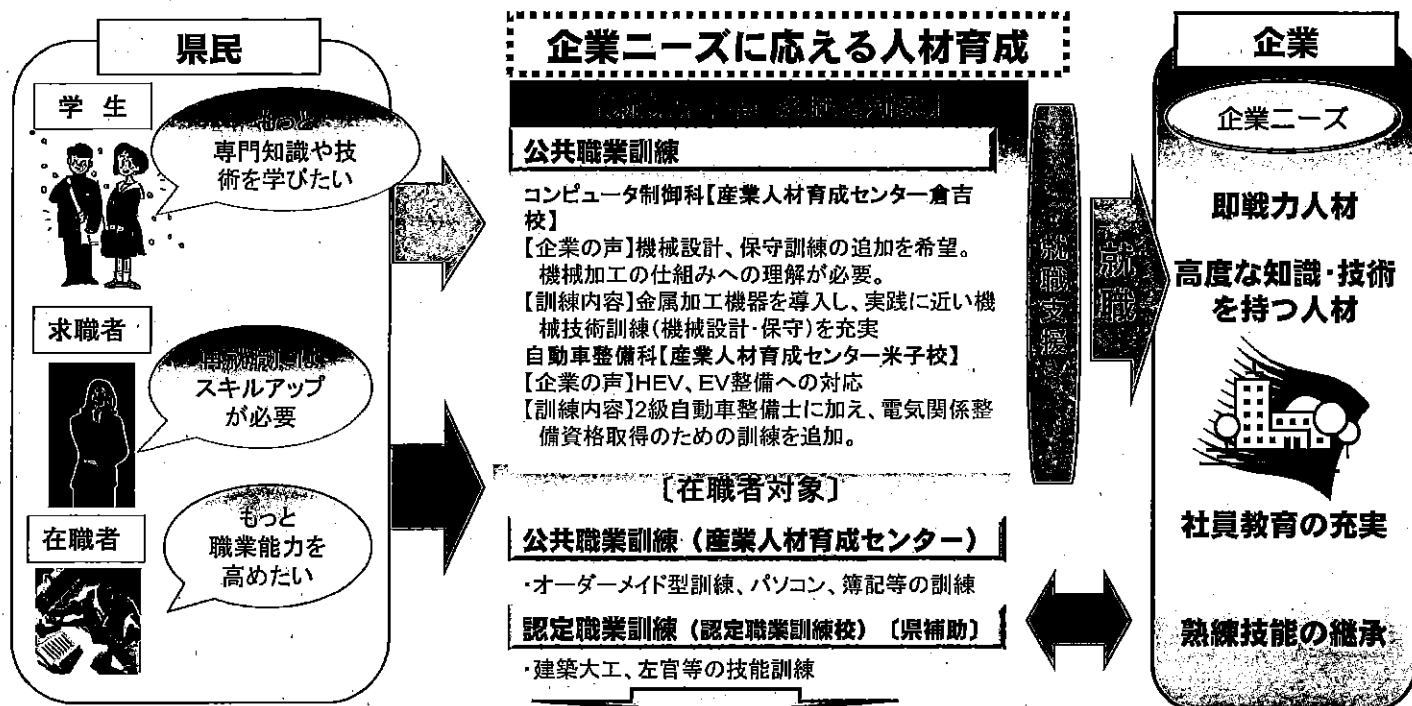 県民
学生
もっと
専門知識や技
術を学びたい
求職者
スキルアップ
が必要
在職者
もっと
職業能力を
高めたい
企業ニーズに応える人材育成
公共職業訓練
コンピュータ制御科【産業人材育成センター倉吉
校】
【企業の声】機械設計、保守訓練の追加を希望。
機械加工の仕組みへの理解が必要。
【訓練内容】金属加工機器を導入し、実践に近い機
械技術訓練(機械設計・保守)を充実
自動車整備科【産業人材育成センター米子校】
【企業の声】HEV、EV整備への対応
【訓練内容】2級自動車整備士に加え、電気関係整
備資格取得のための訓練を追加。
〔在職者対象〕
公共職業訓練（産業人材育成センター）
・オーダーメイド型訓練、パソコン、簿記等の訓練
認定職業訓練（認定職業訓練校）〔県補助〕
・建築大工、左官等の技能訓練
就職支援
就職
企業
企業ニーズ
即戦力人材
高度な知識・技術
を持つ人材
社員教育の充実
熟練技能の継承